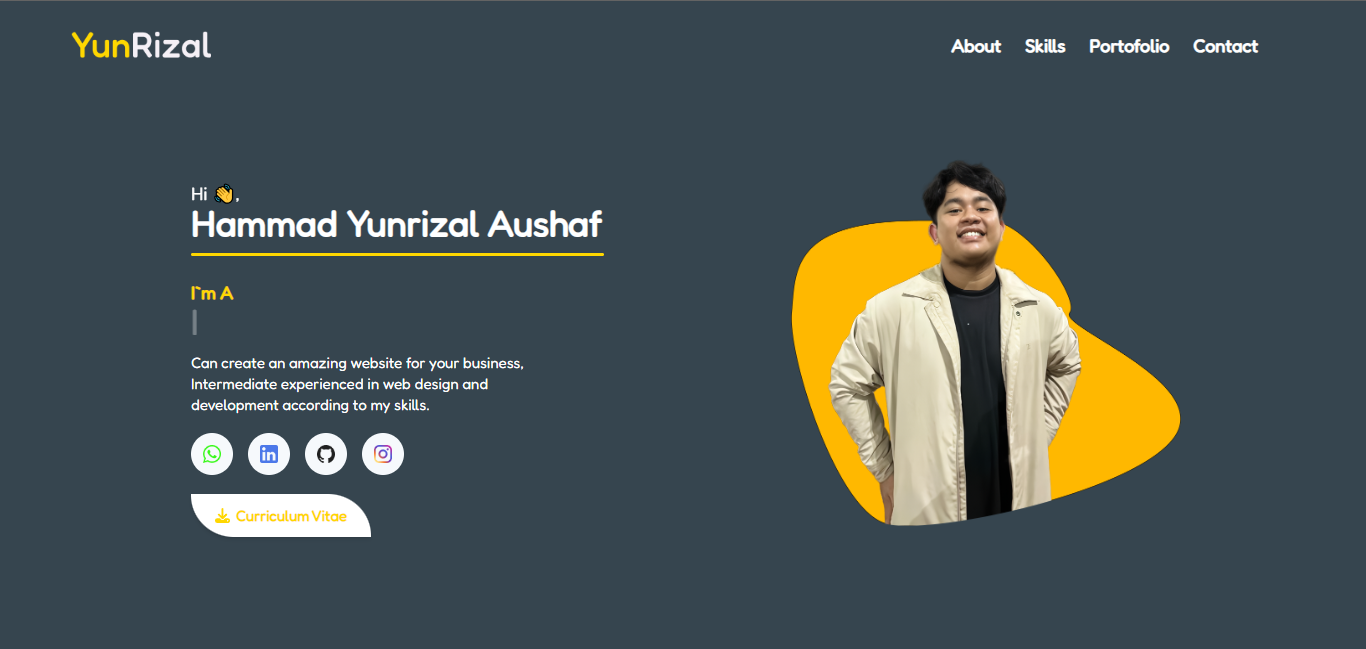 YunRizal
About Skills Portofolio Contact
Hi 👋,
Hammad Yunrizal Aushaf
I`m A
Can create an amazing website for your business,
Intermediate experienced in web design and
development according to my skills.
in
Curriculum Vitae